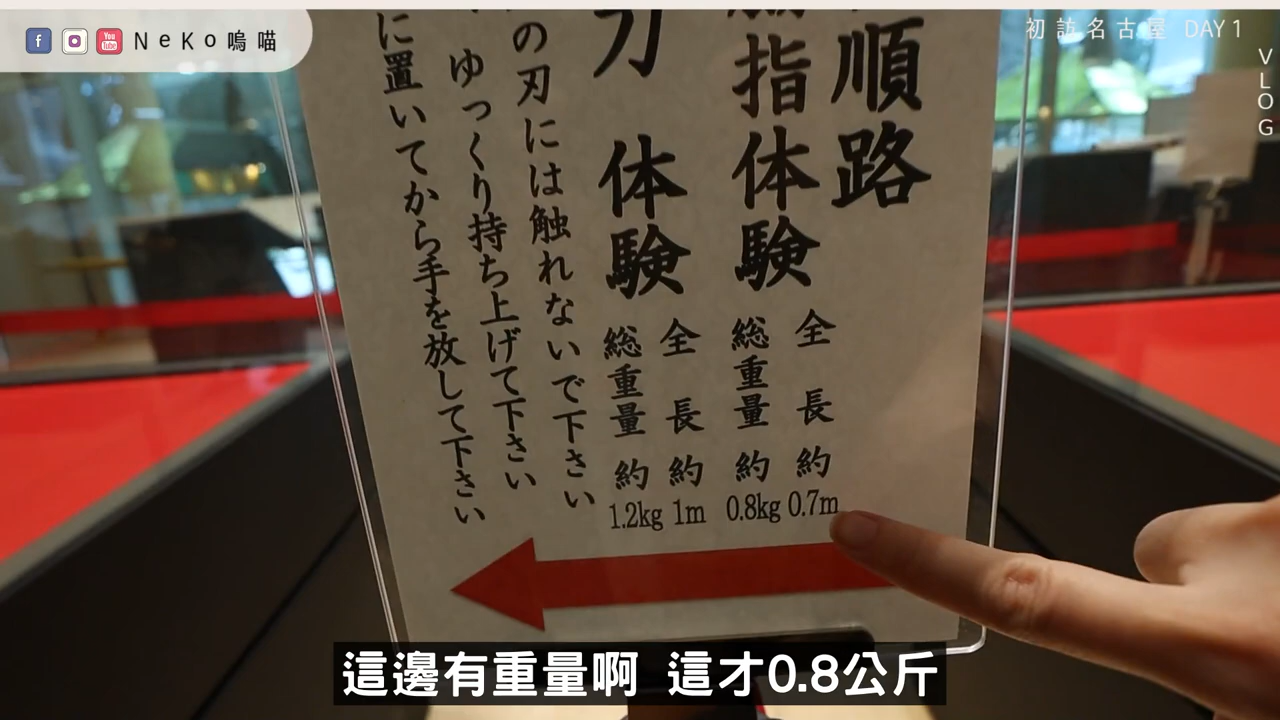 NeKo嗚喵
初訪名古屋 DAY 1
VLOG
順路
指体験
全長約0.7m
総重量約0.8kg
刀 体験
全長約1m
総重量約1.2kg
の刃には触れないで下さい
ゆっくり持ち上げて下さい
に置いてから手を放して下さい
這邊有重量啊 這才0.8公斤